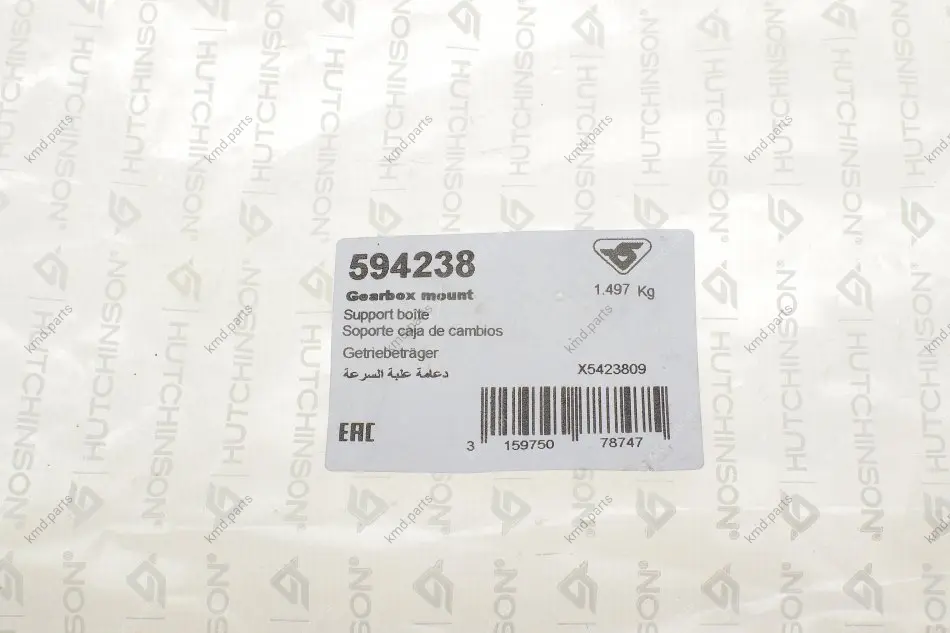 594238
Gearbox mount
1.497 Kg
Support boîte
Soporte caja de cambios
Getriebeträger
دعامة علبة السرعة
X5423809
EAC
3 159750 78747
HUTCHINSON®
kmd.parts